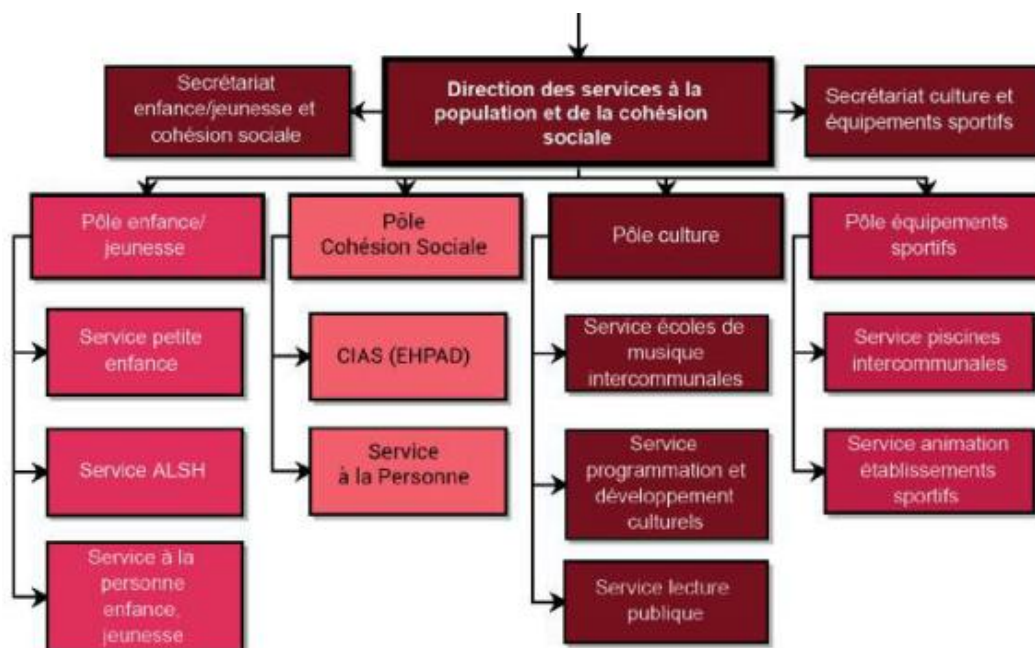 Direction des services à la
population et de la cohésion
sociale
Secrétariat
enfance/jeunesse et
cohésion sociale
Secrétariat culture et
équipements sportifs
Pôle enfance/
jeunesse
Service petite
enfance
Service ALSH
Service à la
personne
enfance,
jeunesse
Pôle
Cohésion Sociale
CIAS (EHPAD)
Service
à la Personne
Pôle culture
Service écoles de
musique
intercommunales
Service
programmation et
développement
culturels
Service lecture
publique
Pôle équipements
sportifs
Service piscines
intercommunales
Service animation
établissements
sportifs